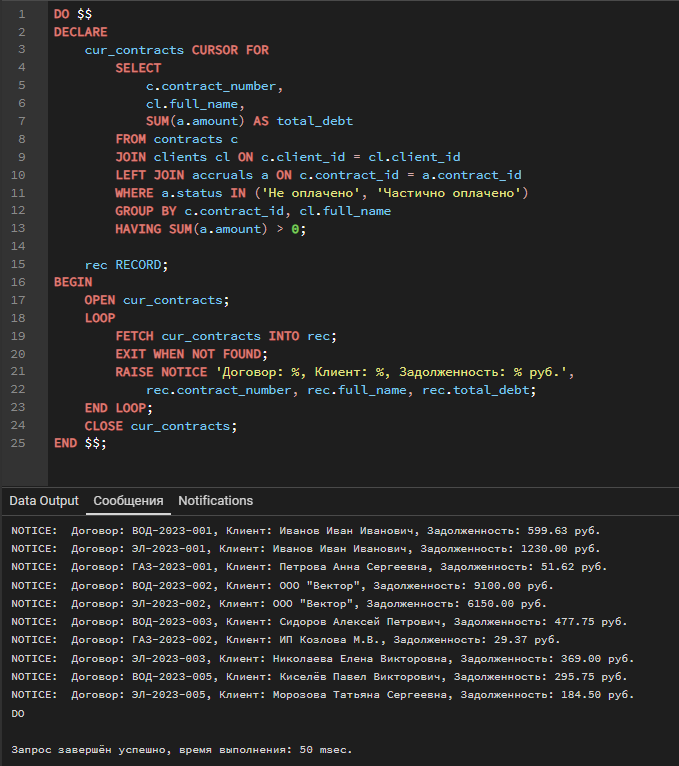 1 DO $$
2 DECLARE
3     cur_contracts CURSOR FOR
4         SELECT
5             c.contract_number,
6             cl.full_name,
7             SUM(a.amount) AS total_debt
8         FROM contracts c
9         JOIN clients cl ON c.client_id = cl.client_id
10         LEFT JOIN accruals a ON c.contract_id = a.contract_id
11         WHERE a.status IN ('Не оплачено', 'Частично оплачено')
12         GROUP BY c.contract_id, cl.full_name
13         HAVING SUM(a.amount) > 0;
14
15     rec RECORD;
16 BEGIN
17     OPEN cur_contracts;
18     LOOP
19         FETCH cur_contracts INTO rec;
20         EXIT WHEN NOT FOUND;
21         RAISE NOTICE 'Договор: %, Клиент: %, Задолженность: % руб.',
22             rec.contract_number, rec.full_name, rec.total_debt;
23     END LOOP;
24     CLOSE cur_contracts;
25 END $$;
Data Output Сообщения Notifications
NOTICE:  Договор: ВОД-2023-001, Клиент: Иванов Иван Иванович, Задолженность: 599.63 руб.
NOTICE:  Договор: ЭЛ-2023-001, Клиент: Иванов Иван Иванович, Задолженность: 1230.00 руб.
NOTICE:  Договор: ГАЗ-2023-001, Клиент: Петрова Анна Сергеевна, Задолженность: 51.62 руб.
NOTICE:  Договор: ВОД-2023-002, Клиент: ООО "Вектор", Задолженность: 9100.00 руб.
NOTICE:  Договор: ЭЛ-2023-002, Клиент: ООО "Вектор", Задолженность: 6150.00 руб.
NOTICE:  Договор: ВОД-2023-003, Клиент: Сидоров Алексей Петрович, Задолженность: 477.75 руб.
NOTICE:  Договор: ГАЗ-2023-002, Клиент: ИП Козлова М.В., Задолженность: 29.37 руб.
NOTICE:  Договор: ЭЛ-2023-003, Клиент: Николаева Елена Викторовна, Задолженность: 369.00 руб.
NOTICE:  Договор: ВОД-2023-005, Клиент: Киселёв Павел Викторович, Задолженность: 295.75 руб.
NOTICE:  Договор: ЭЛ-2023-005, Клиент: Морозова Татьяна Сергеевна, Задолженность: 184.50 руб.
DO
Запрос завершён успешно, время выполнения: 50 msec.